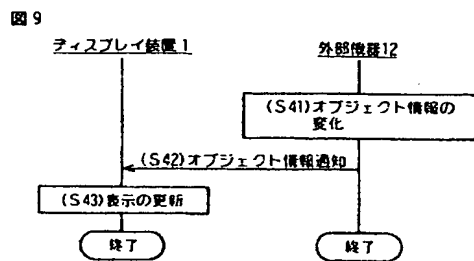 図9
ディスプレイ装置1
外部機器12
(S41)オブジェクト情報の
変化
(S42)オブジェクト情報通知
(S43)表示の更新
終了
終了